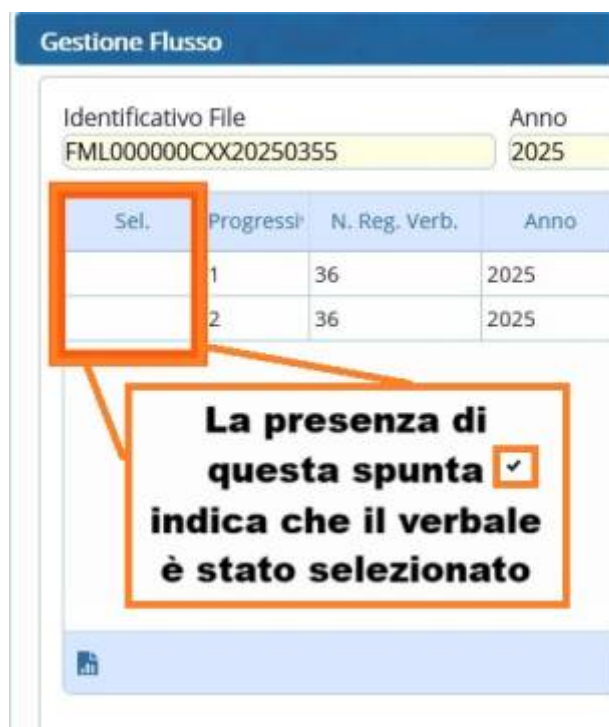 Gestione Flusso
Identificativo File Anno
FML000000CXX20250355 2025
Sel. Progressi N. Reg. Verb. Anno
1 36 2025
2 36 2025
La presenza di
questa spunta
indica che il verbale
è stato selezionato